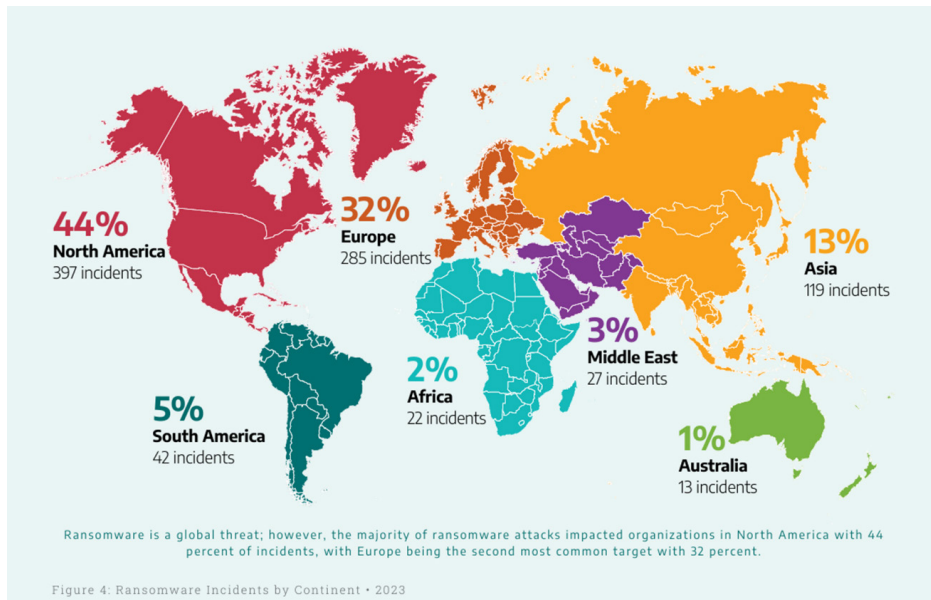 44%
North America
397 incidents
32%
Europe
285 incidents
13%
Asia
119 incidents
3%
Middle East
27 incidents
2%
Africa
22 incidents
5%
South America
42 incidents
1%
Australia
13 incidents
Ransomware is a global threat; however, the majority of ransomware attacks impacted organizations in North America with 44
percent of incidents, with Europe being the second most common target with 32 percent.
Figure 4: Ransomware Incidents by Continent • 2023